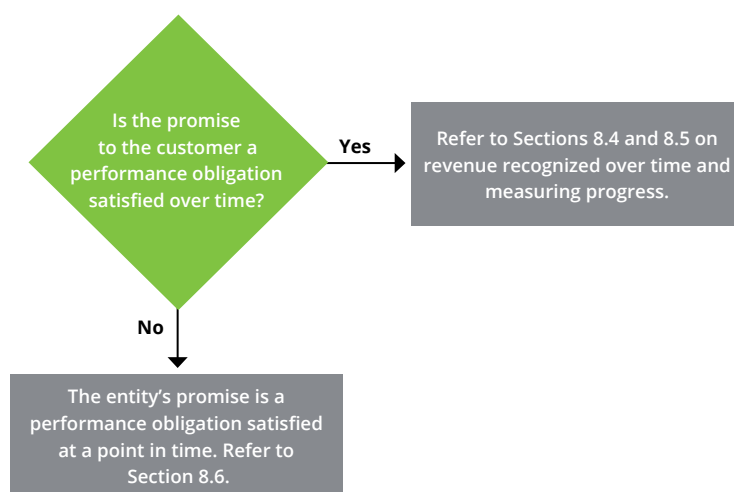 Is the promise
to the customer a
performance obligation
satisfied over time?
Yes
Refer to Sections 8.4 and 8.5 on
revenue recognized over time and
measuring progress.
No
The entity’s promise is a
performance obligation satisfied
at a point in time. Refer to
Section 8.6.